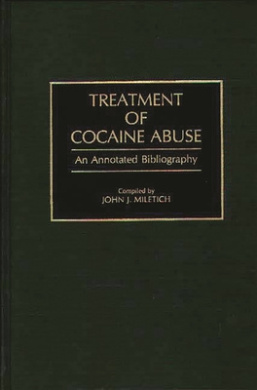 TREATMENT
OF
COCAINE ABUSE
An Annotated Bibliography
Compiled by
JOHN J. MILETICH